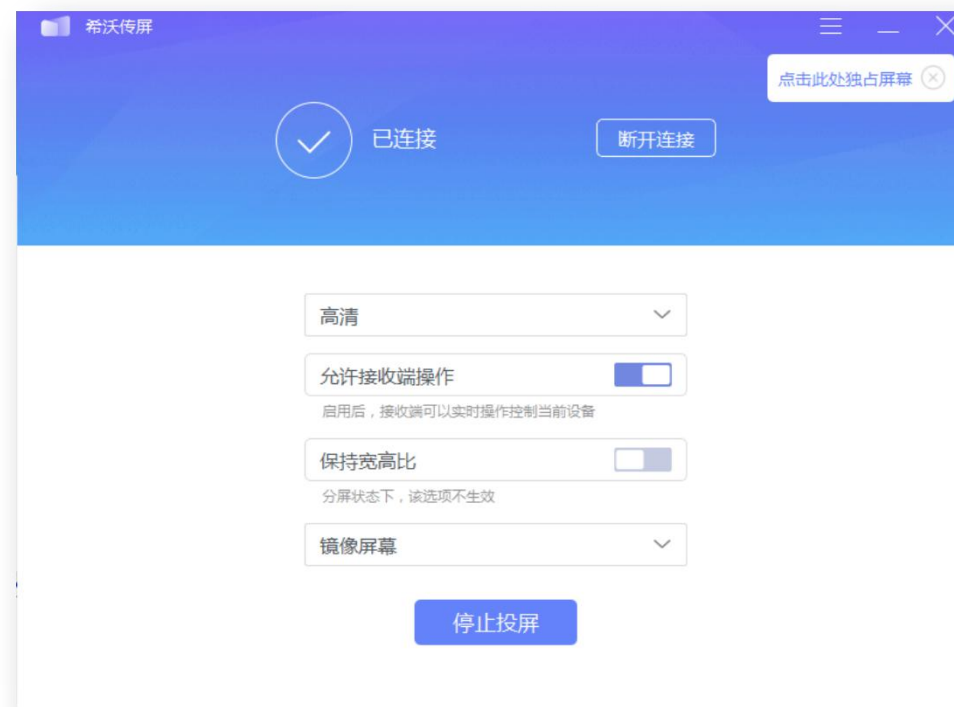 希沃传屏
点击此处独占屏幕
已连接
断开连接
高清
允许接收端操作
启用后，接收端可以实时操作控制当前设备
保持宽高比
分屏状态下，该选项不生效
镜像屏幕
停止投屏